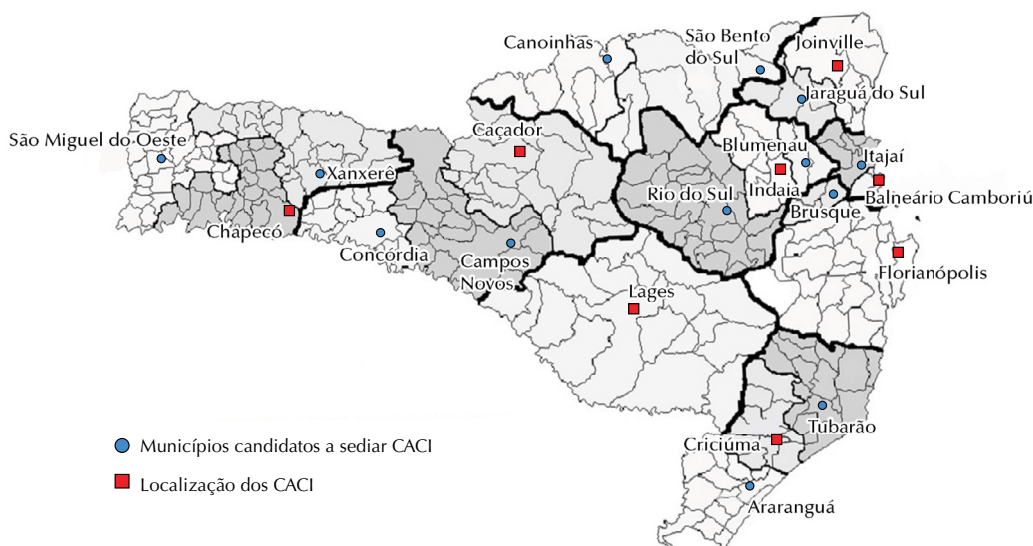 Canoinhas
São Bento
do Sul
Joinville
Jaraguá do Sul
São Miguel do Oeste
Caçador
Blumenau
Itajaí
Xanxerê
Rio do Sul
Indaia
Balneário Camboriú
Brusque
Chapecó
Concórdia
Campos
Novos
Florianópolis
Lages
Tubarão
Criciúma
Araranguá
Municípios candidatos a sediar CACI
Localização dos CACI